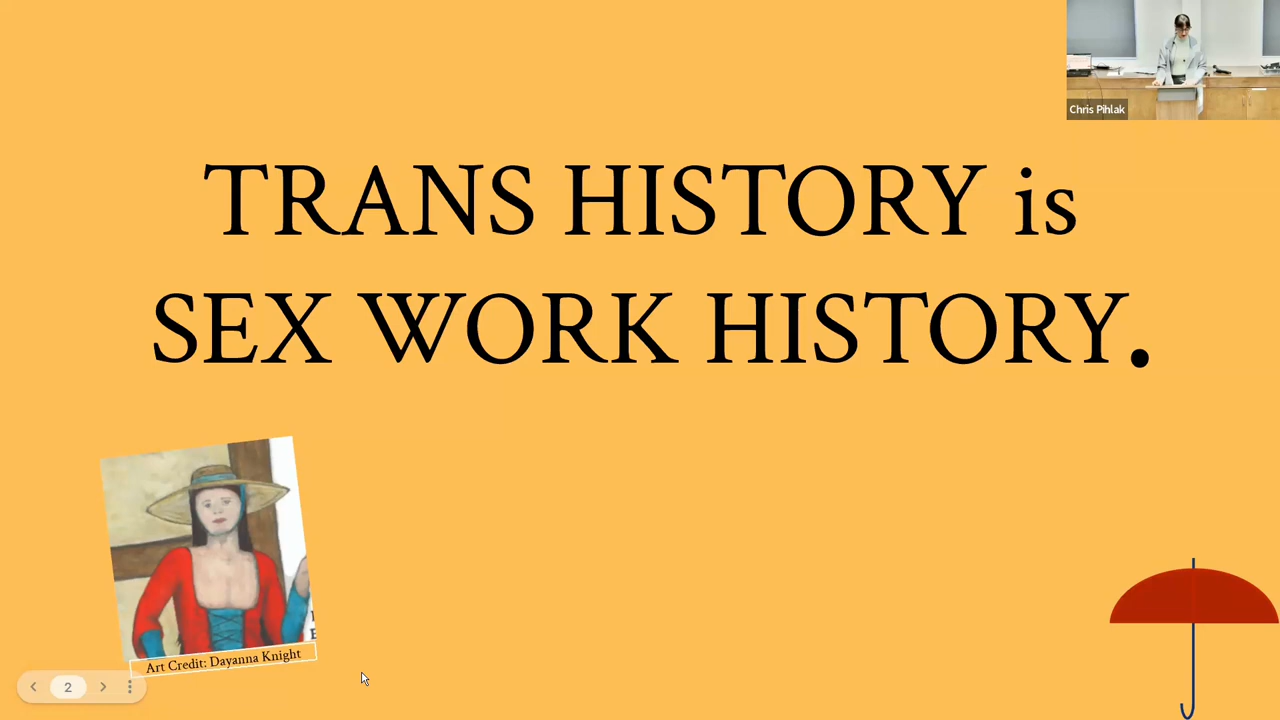 Chris Pihlak
TRANS HISTORY is
SEX WORK HISTORY.
Art Credit: Dayanna Knight
2